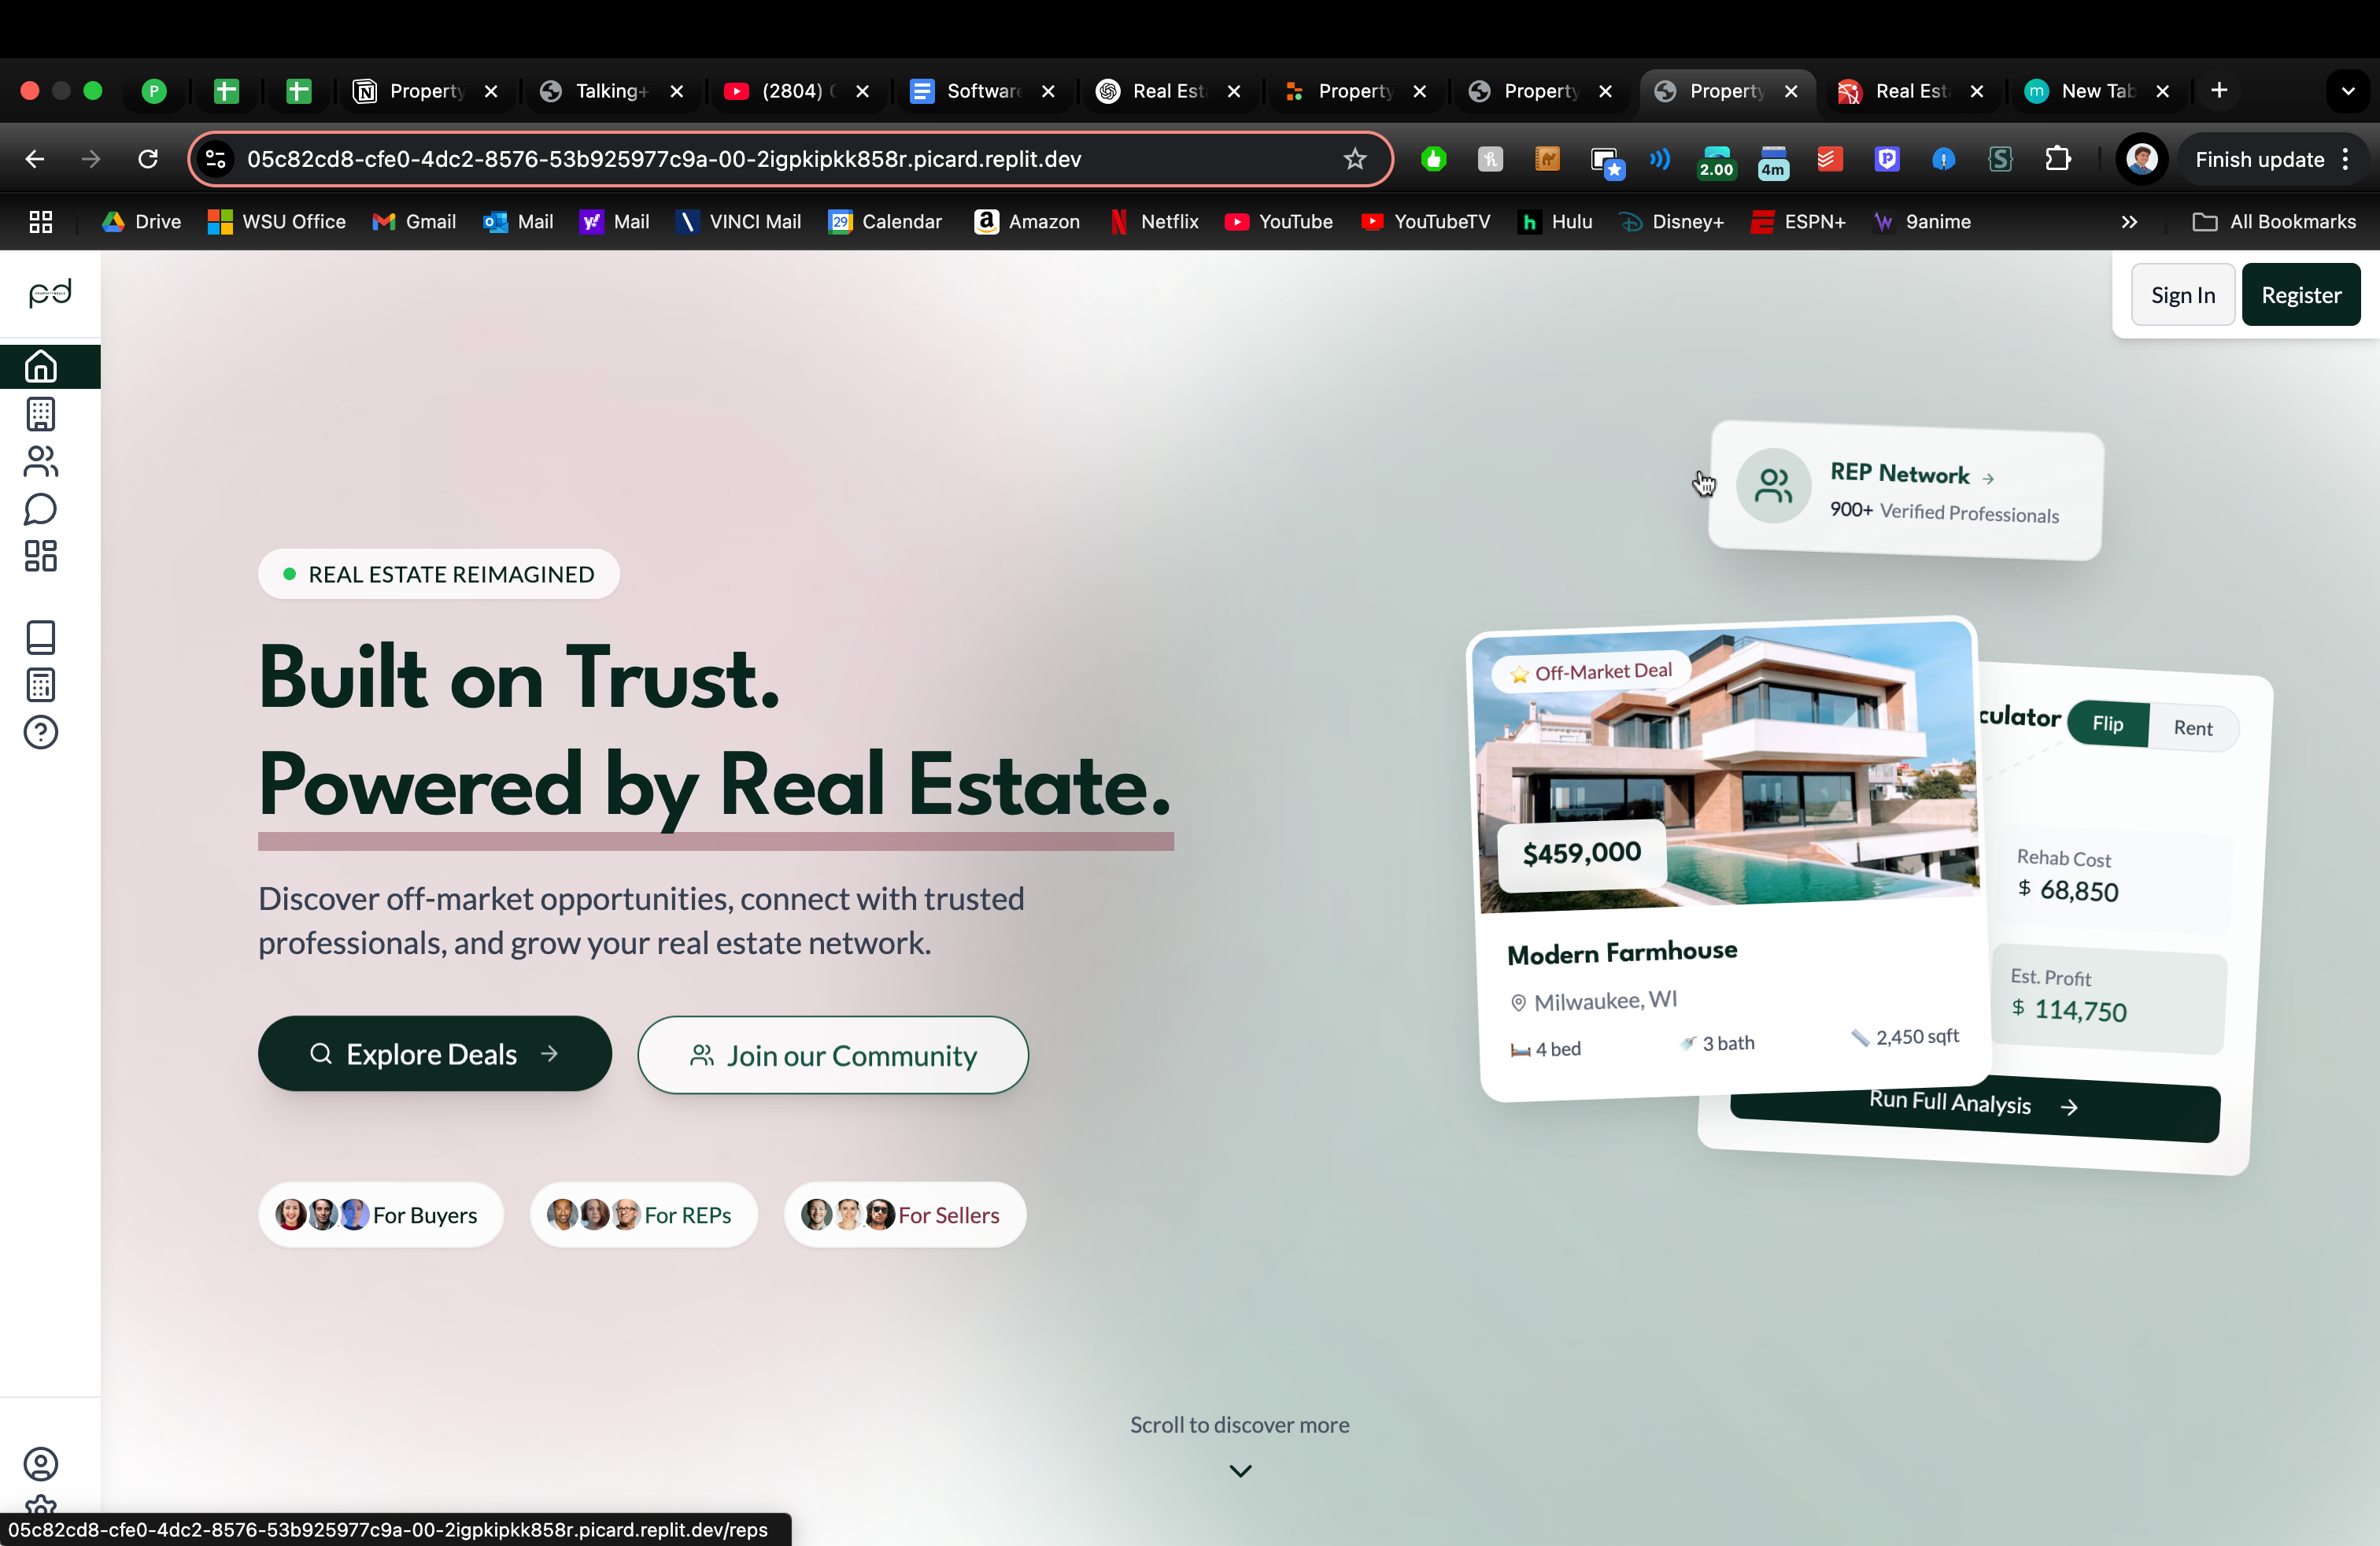 P
Property
Talking+
(2804)
Software
Real Est
Property
Property
Property
Real Est
m
New Tab
05c82cd8-cfe0-4dc2-8576-53b925977c9a-00-2igpkipkk858r.picard.replit.dev
2.00
4m
Finish update
Drive
WSU Office
Gmail
Mail
Mail
VINCI Mail
29
Calendar
Amazon
Netflix
YouTube
YouTubeTV
Hulu
Disney+
ESPN+
9anime
All Bookmarks
pd
Sign In
Register
REP Network
900+ Verified Professionals
REAL ESTATE REIMAGINED
Built on Trust.
Powered by Real Estate.
Discover off-market opportunities, connect with trusted
professionals, and grow your real estate network.
Explore Deals
Join our Community
For Buyers
For REPs
For Sellers
Off-Market Deal
$459,000
Modern Farmhouse
Milwaukee, WI
4 bed
3 bath
2,450 sqft
culator
Flip
Rent
Rehab Cost
$ 68,850
Est. Profit
$ 114,750
Run Full Analysis
Scroll to discover more
05c82cd8-cfe0-4dc2-8576-53b925977c9a-00-2igpkipkk858r.picard.replit.dev/reps